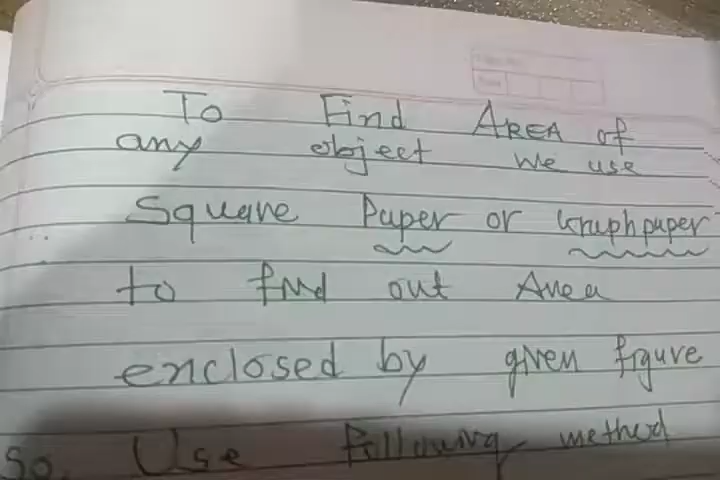 To Find AREA of
any object we use
Square Paper or Graph paper
to find out Area
enclosed by given figure
So. Use following method